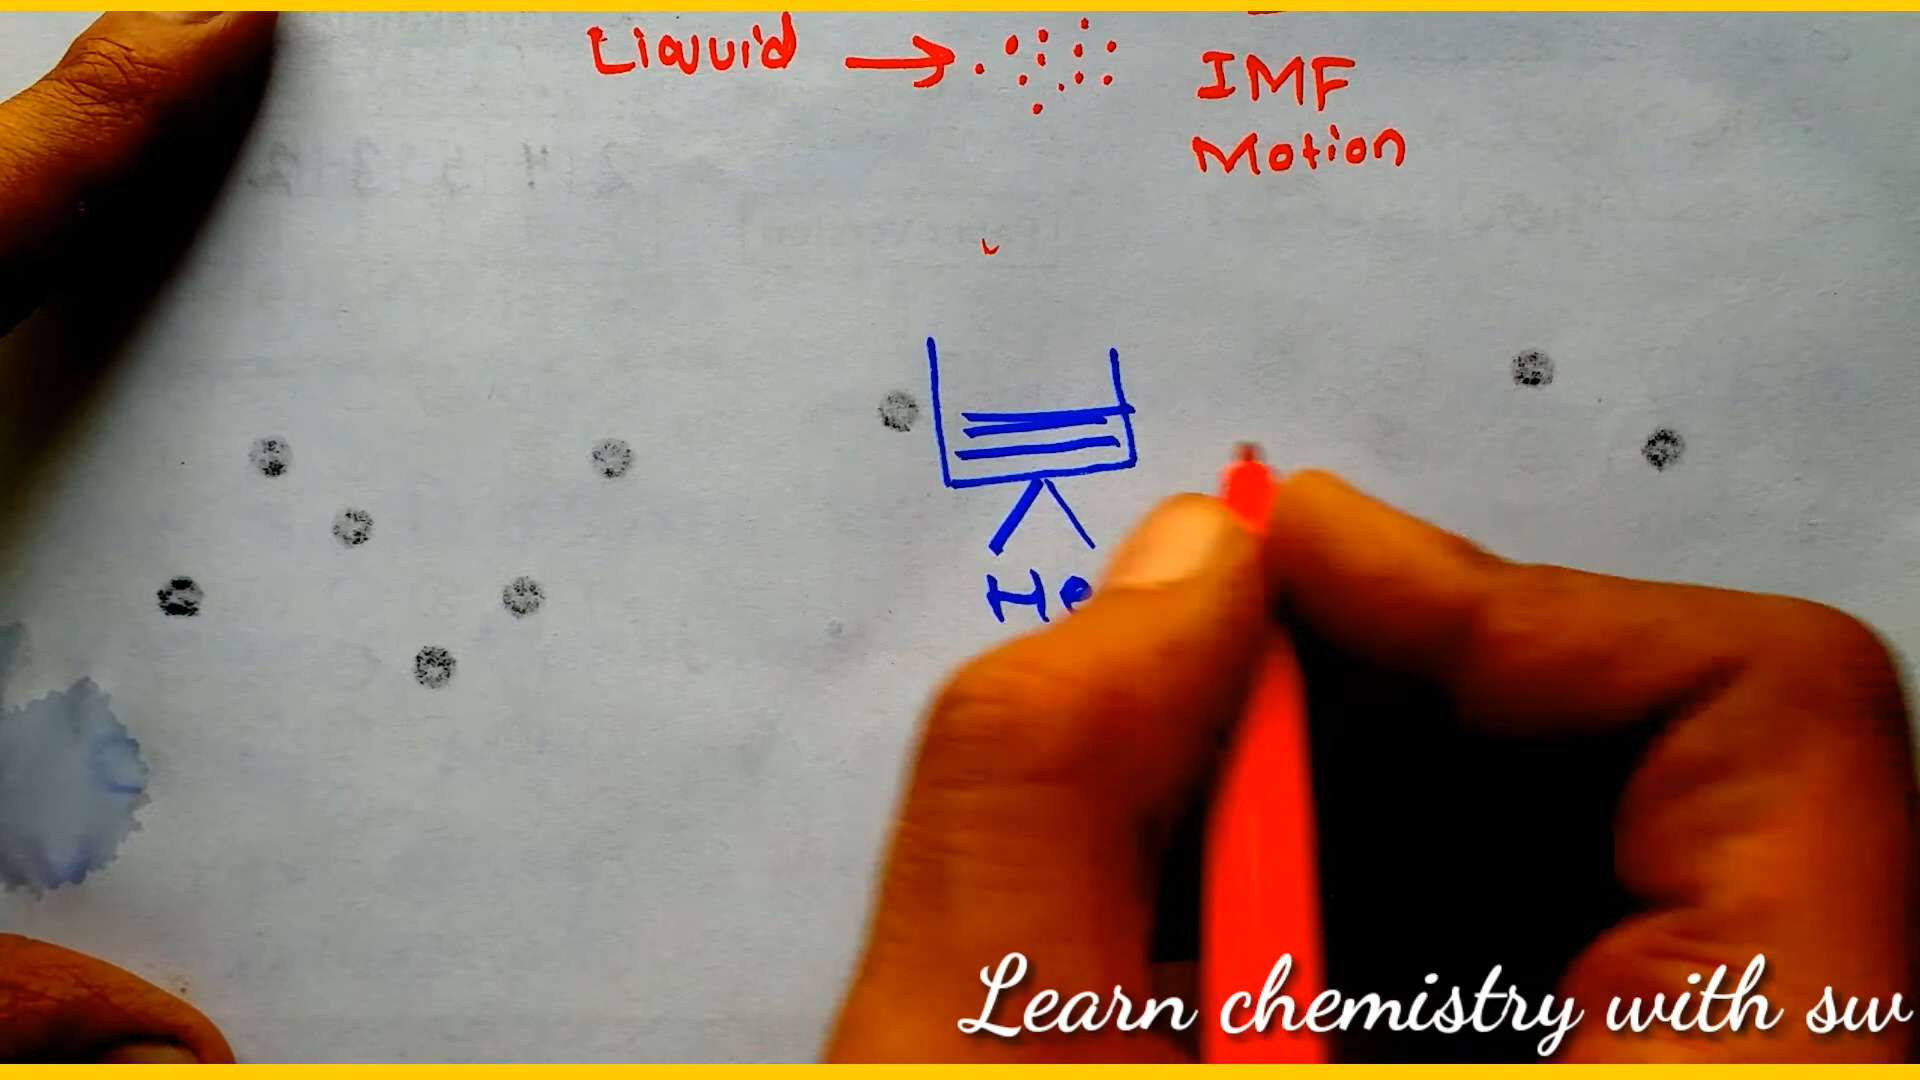 Liquid
IMF
Motion
He
Learn chemistry with sw